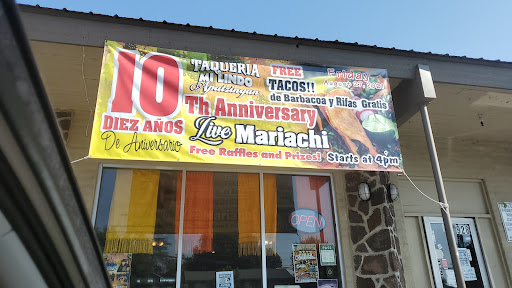 10
DIEZ AÑOS
De Aniversario
TAQUERIA
MI LINDO
Apatzingan
Th Anniversary
Live Mariachi
Free Raffles and Prizes!
FREE
TACOS!!
de Barbacoa y Rifas Gratis
Friday
Starts at 4pm
OPEN